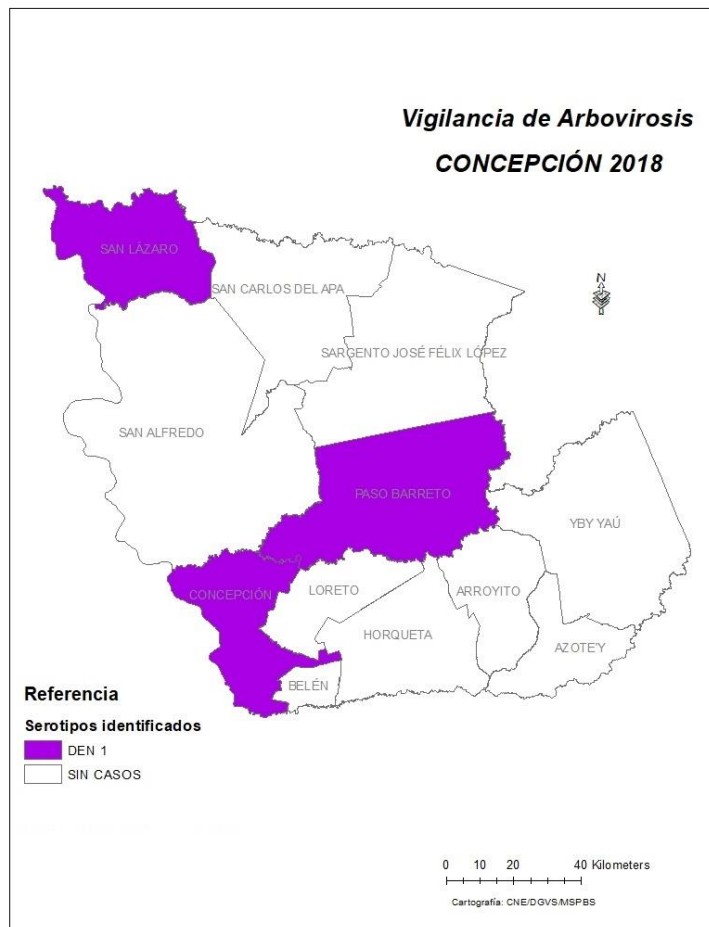 Vigilancia de Arbovirosis
CONCEPCIÓN 2018
N
SAN LÁZARO
SAN CARLOS DEL APA
SARGENTO JOSÉ FÉLIX LÓPEZ
SAN ALFREDO
PASO BARRETO
YBY YAÚ
CONCEPCIÓN
LORETO
ARROYITO
HORQUETA
AZOTE'Y
BELÉN
Referencia
Serotipos identificados
DEN 1
SIN CASOS
0 10 20 40 Kilometers
Cartografía: CNE/DGVS/MSPBS